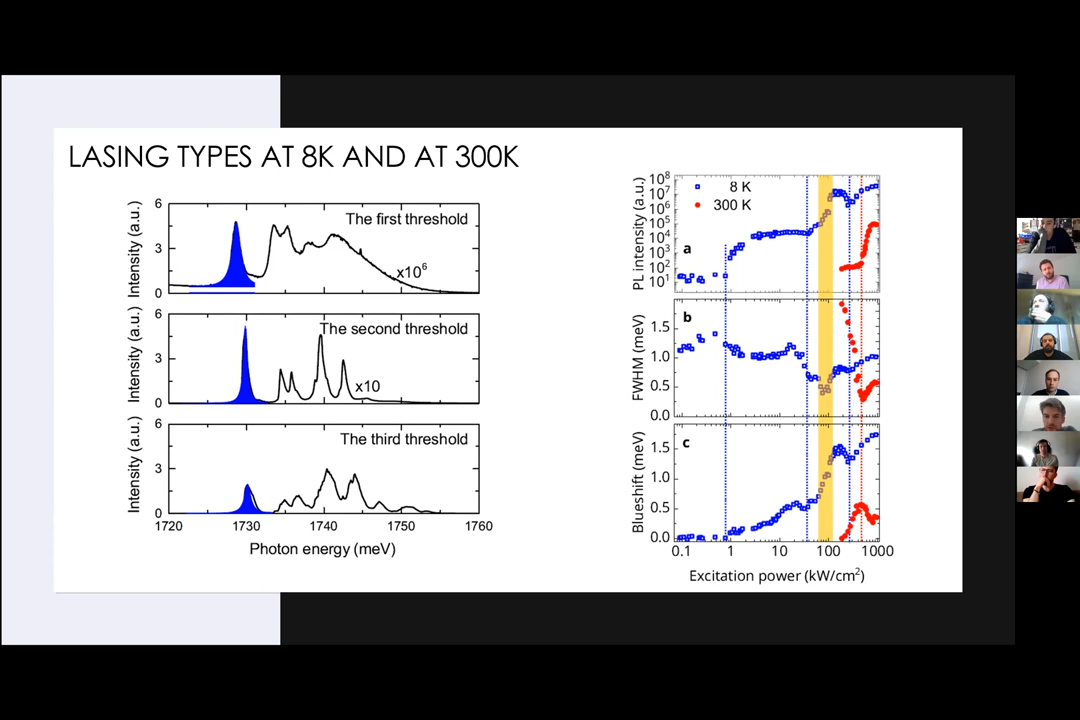 LASING TYPES AT 8K AND AT 300K
6
3
0
Intensity (a.u.)
The first threshold
x10⁶
6
3
0
Intensity (a.u.)
The second threshold
x10
6
3
0
Intensity (a.u.)
The third threshold
1720 1730 1740 1750 1760
Photon energy (meV)
PL intensity (a.u.)
10⁸
10⁷
10⁶
10⁵
10⁴
10³
10²
10¹
8 K
300 K
a
FWHM (meV)
1.5
1.0
0.5
0.0
b
Blueshift (meV)
1.5
1.0
0.5
0.0
c
0.1 1 10 100 1000
Excitation power (kW/cm²)